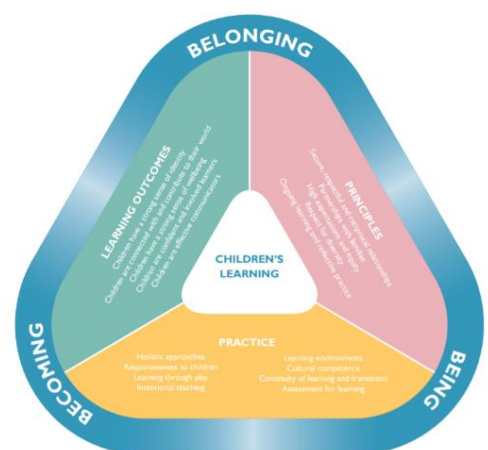 BELONGING
LEARNING OUTCOMES
Children have a strong sense of identity
Children are connected with and contribute to their world
Children have a strong sense of wellbeing
Children are confident and involved learners
Children are effective communicators
PRINCIPLES
Secure, respectful and reciprocal relationships
Partnerships with families
High expectations and equity
Respect for diversity
Ongoing learning and reflective practice
CHILDREN'S
LEARNING
PRACTICE
Holistic approaches
Responsiveness to children
Learning through play
Intentional teaching
Learning environments
Cultural competence
Continuity of learning and transitions
Assessment for learning
BECOMING
BEING